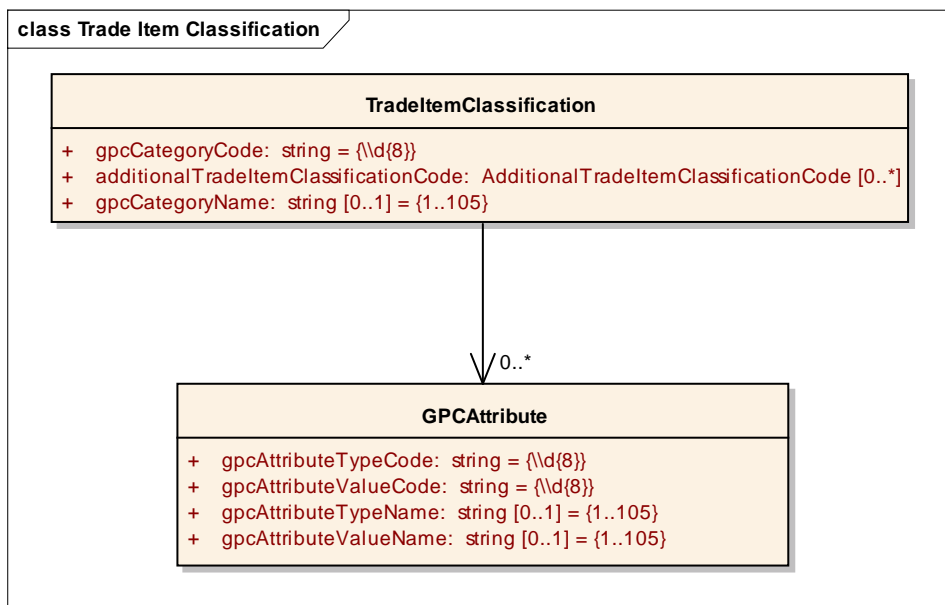 class Trade Item Classification
TradeItemClassification
+ gpcCategoryCode: string = {\\d{8}}
+ additionalTradeItemClassificationCode: AdditionalTradeItemClassificationCode [0..*]
+ gpcCategoryName: string [0..1] = {1..105}
0..*
GPCAttribute
+ gpcAttributeTypeCode: string = {\\d{8}}
+ gpcAttributeValueCode: string = {\\d{8}}
+ gpcAttributeTypeName: string [0..1] = {1..105}
+ gpcAttributeValueName: string [0..1] = {1..105}